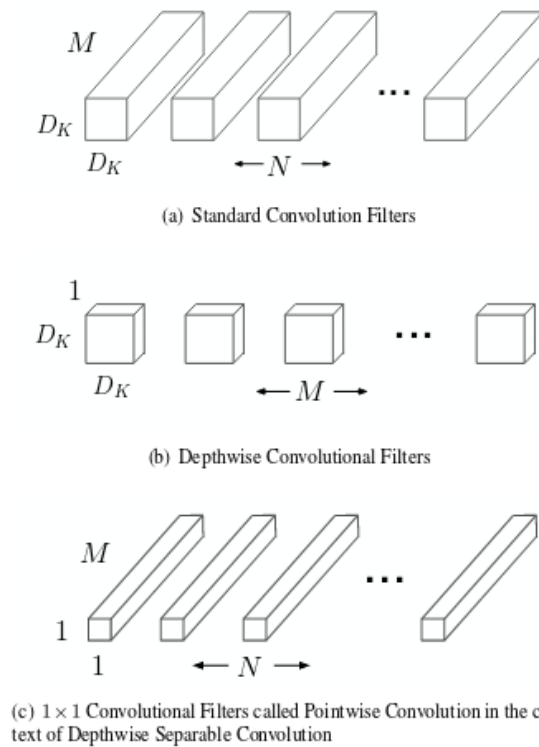 M
D_K
D_K
N
...
(a) Standard Convolution Filters
1
D_K
D_K
M
...
(b) Depthwise Convolutional Filters
M
1
1
N
...
(c) 1 × 1 Convolutional Filters called Pointwise Convolution in the c
text of Depthwise Separable Convolution